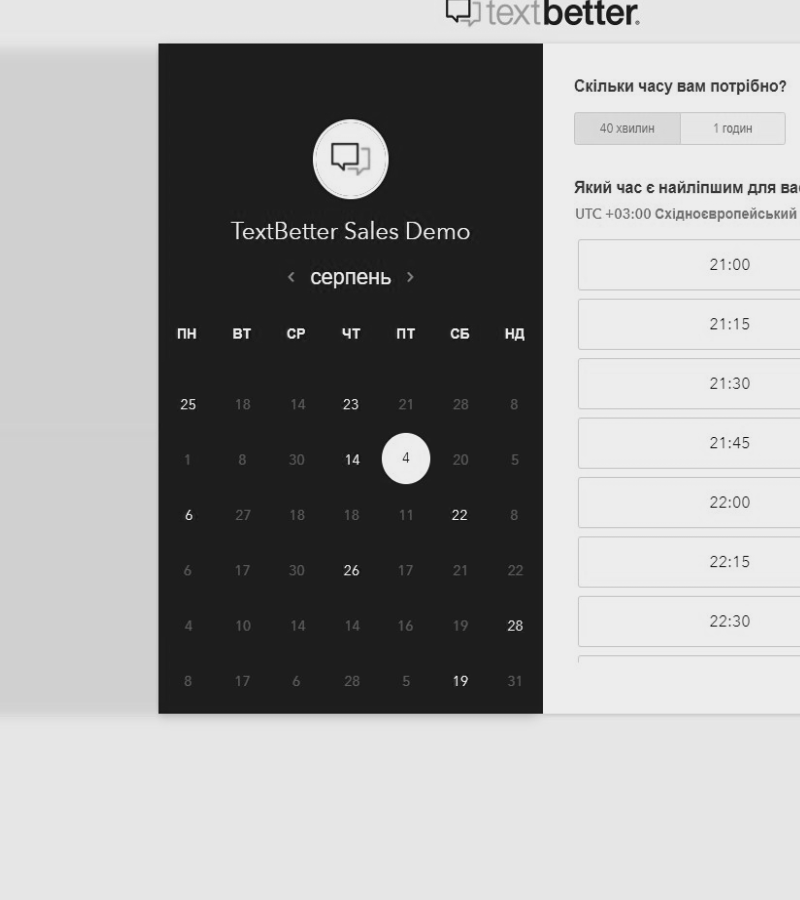 textbetter.
TextBetter Sales Demo
< серпень >
ПН ВТ СР ЧТ ПТ СБ НД
25 18 14 23 21 28 8
1 8 30 14 4 20 5
6 27 18 18 11 22 8
6 17 30 26 17 21 22
4 10 14 14 16 19 28
8 17 6 28 5 19 31
Скільки часу вам потрібно?
40 хвилин 1 годин
Який час є найліпшим для
UTC +03:00 Східноєвропейський
21:00
21:15
21:30
21:45
22:00
22:15
22:30